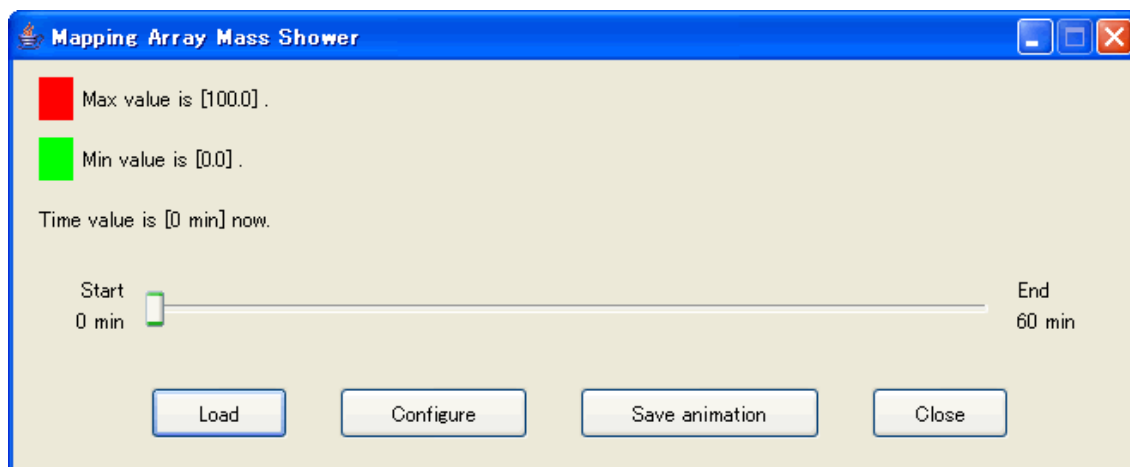 Mapping Array Mass Shower
Max value is [100.0] .
Min value is [0.0] .
Time value is [0 min] now.
Start
0 min
End
60 min
Load
Configure
Save animation
Close